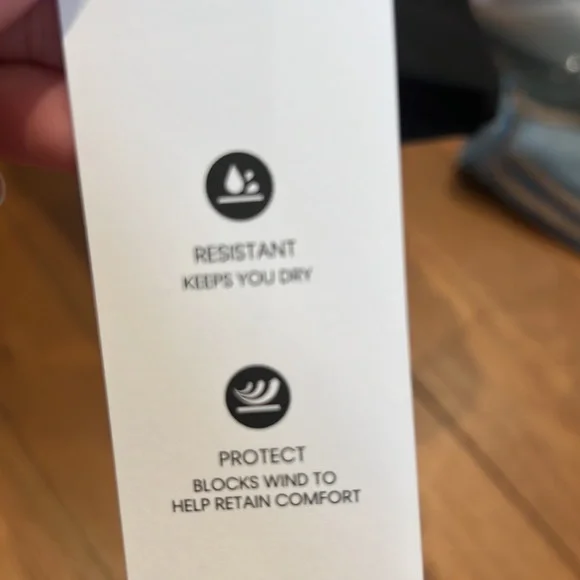 RESISTANT
KEEPS YOU DRY
PROTECT
BLOCKS WIND TO
HELP RETAIN COMFORT